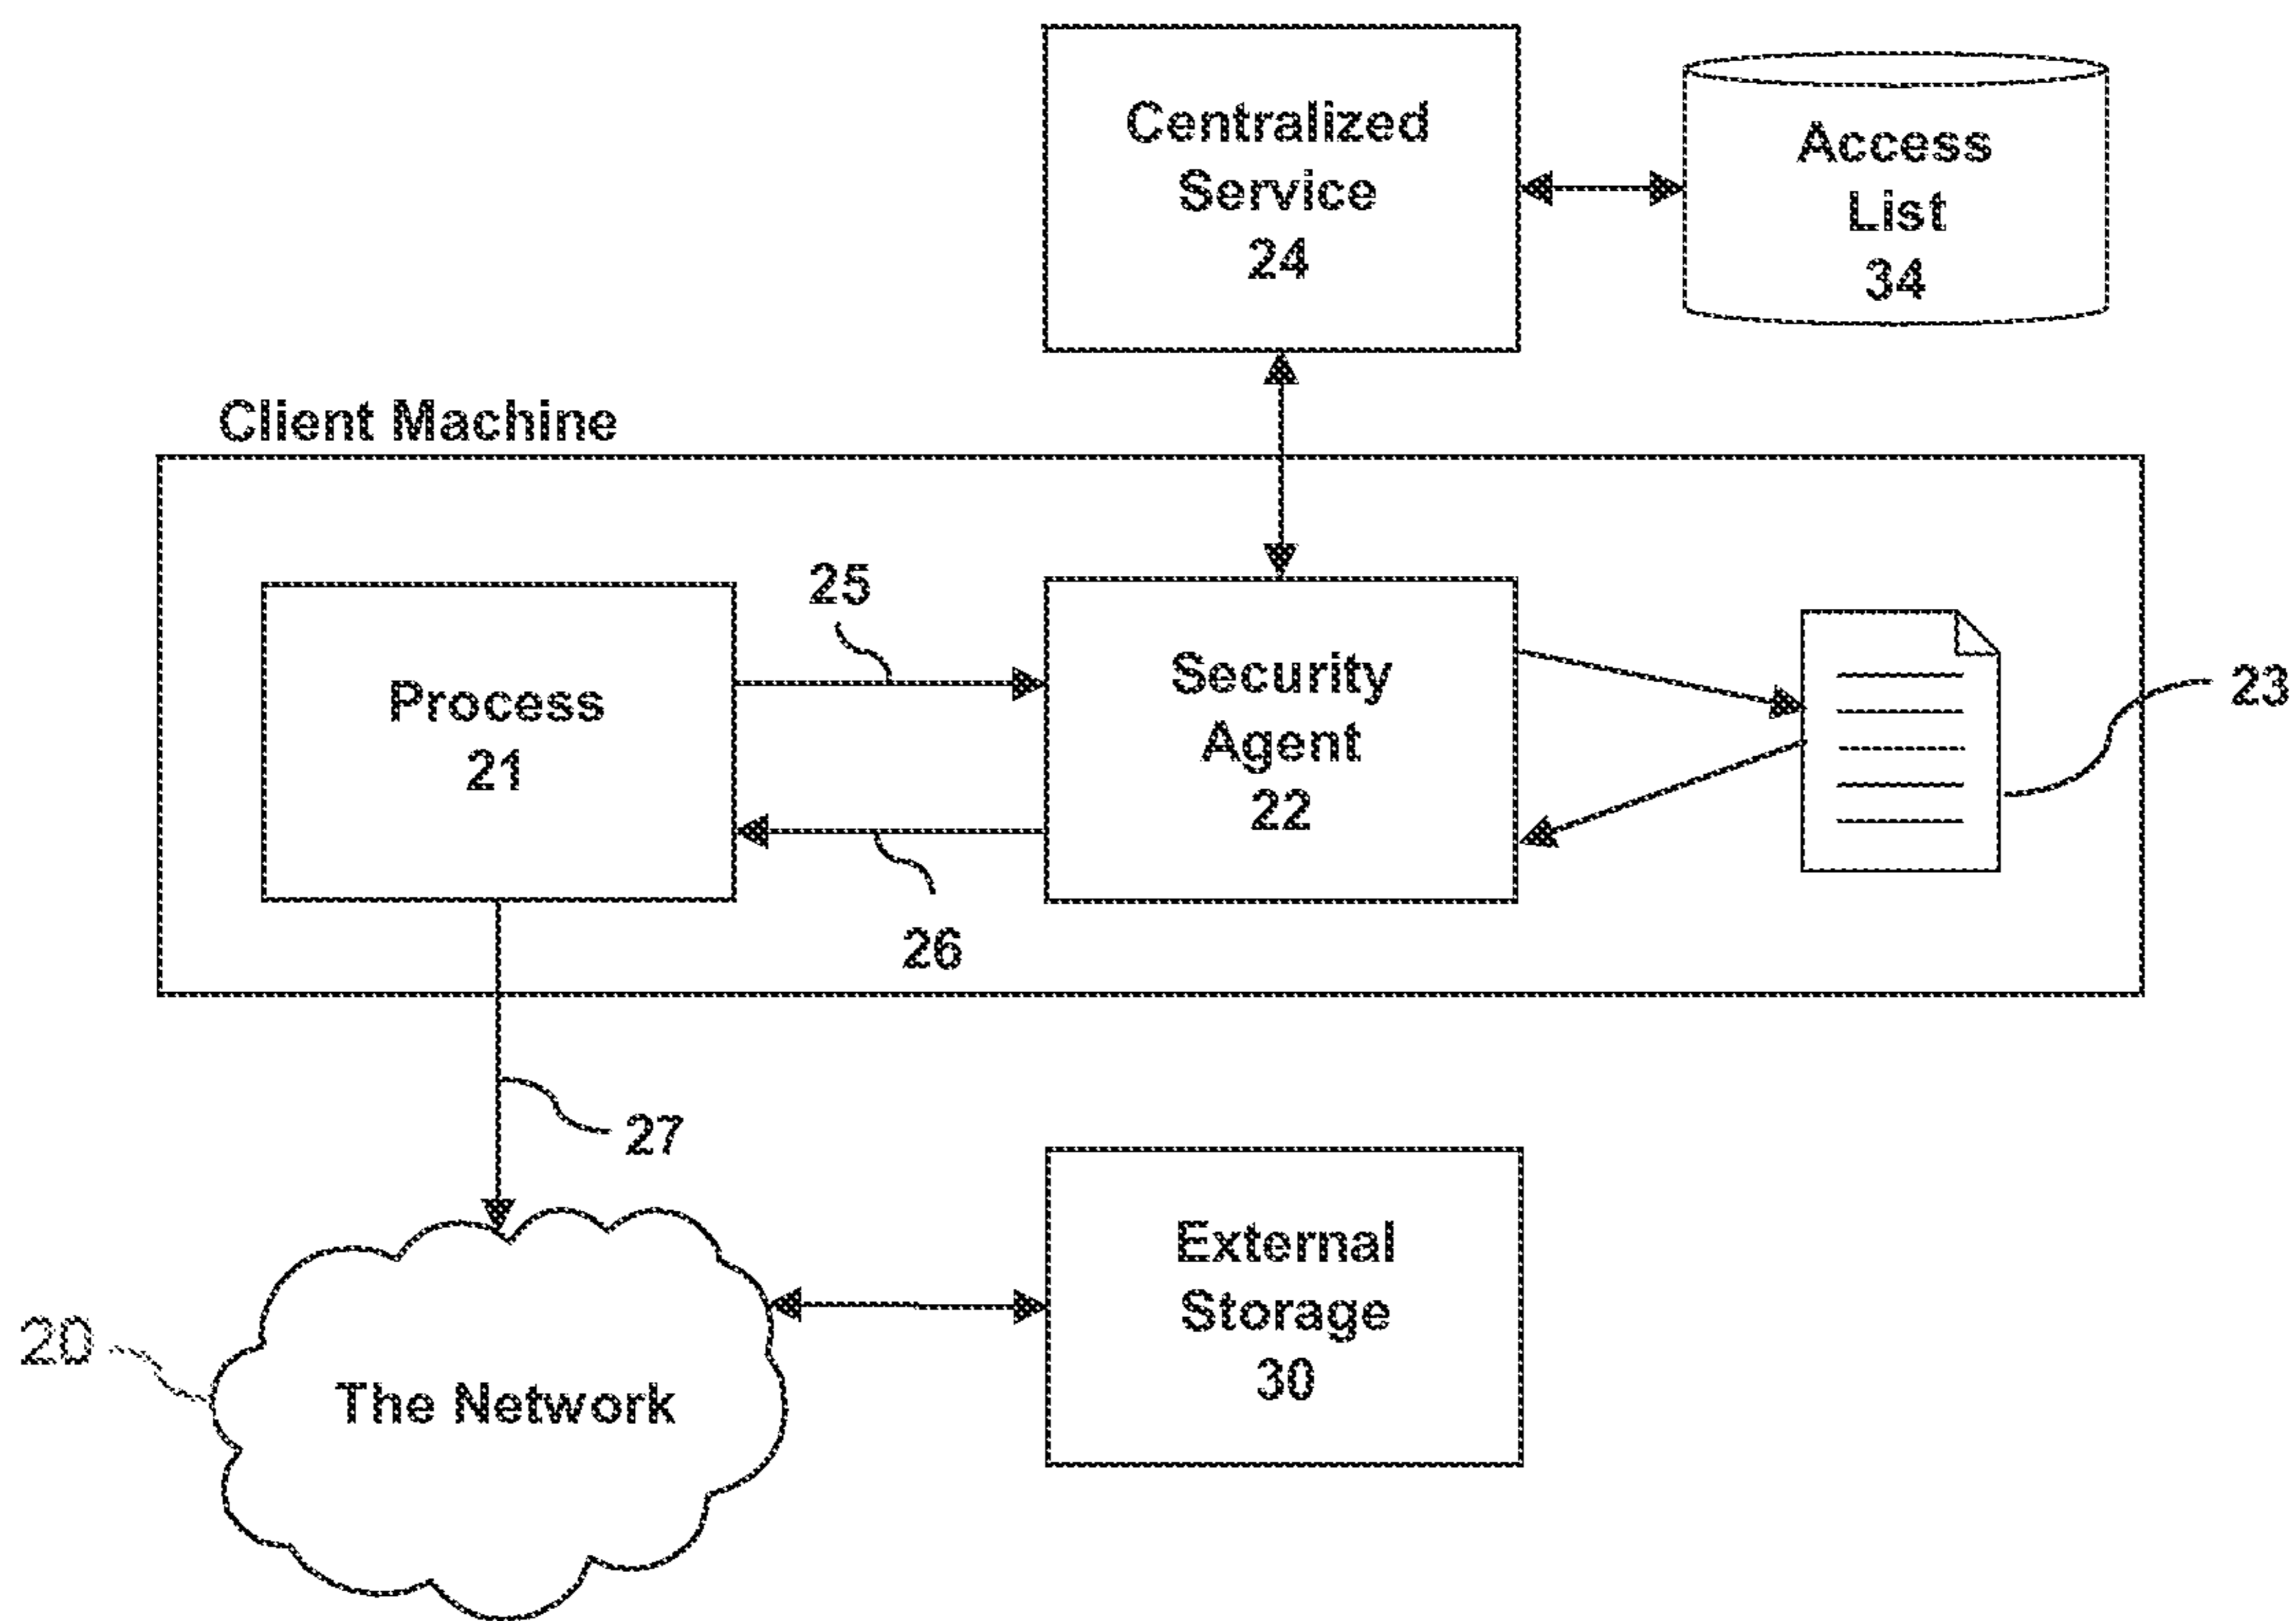 Centralized
Service
24
Access
List
34
Client Machine
25
Process
21
Security
Agent
22
23
26
27
External
Storage
30
20
The Network